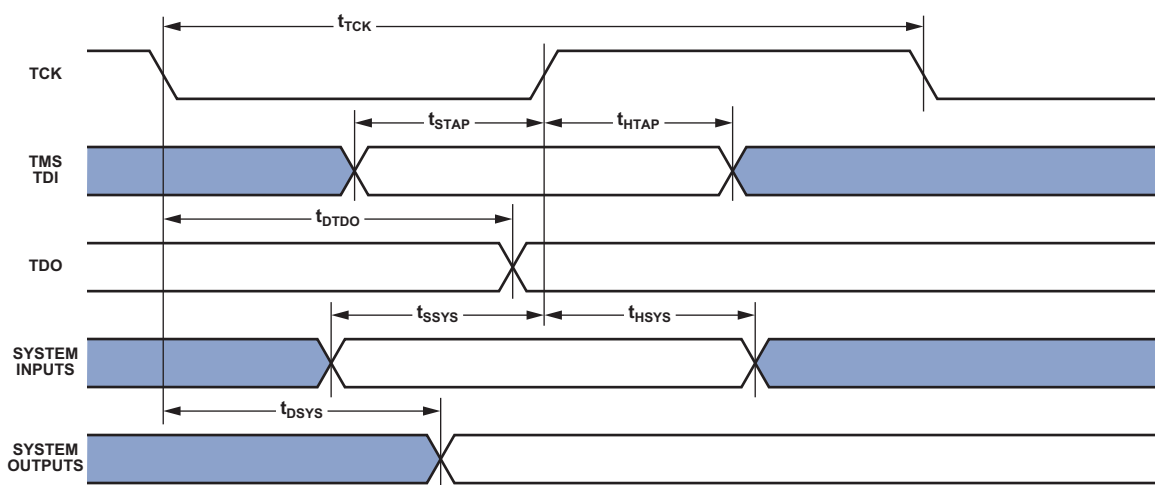 tTCK
TCK
tSTAP
tHTAP
TMS
TDI
tDTDO
TDO
tSSYS
tHSYS
SYSTEM
INPUTS
tDSYS
SYSTEM
OUTPUTS